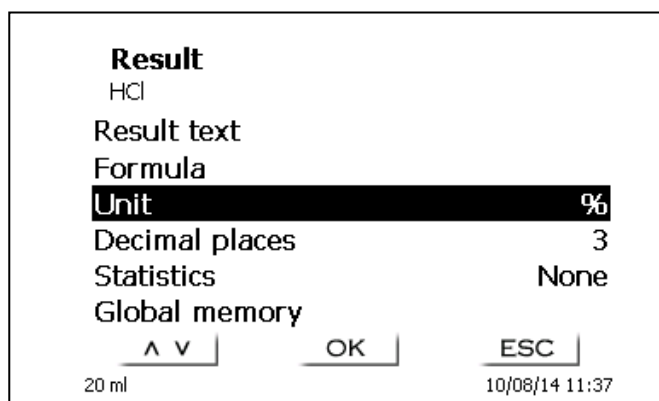 Result
HCl
Result text
Formula
Unit %
Decimal places 3
Statistics None
Global memory
∧ ∨ OK ESC
20 ml 10/08/14 11:37